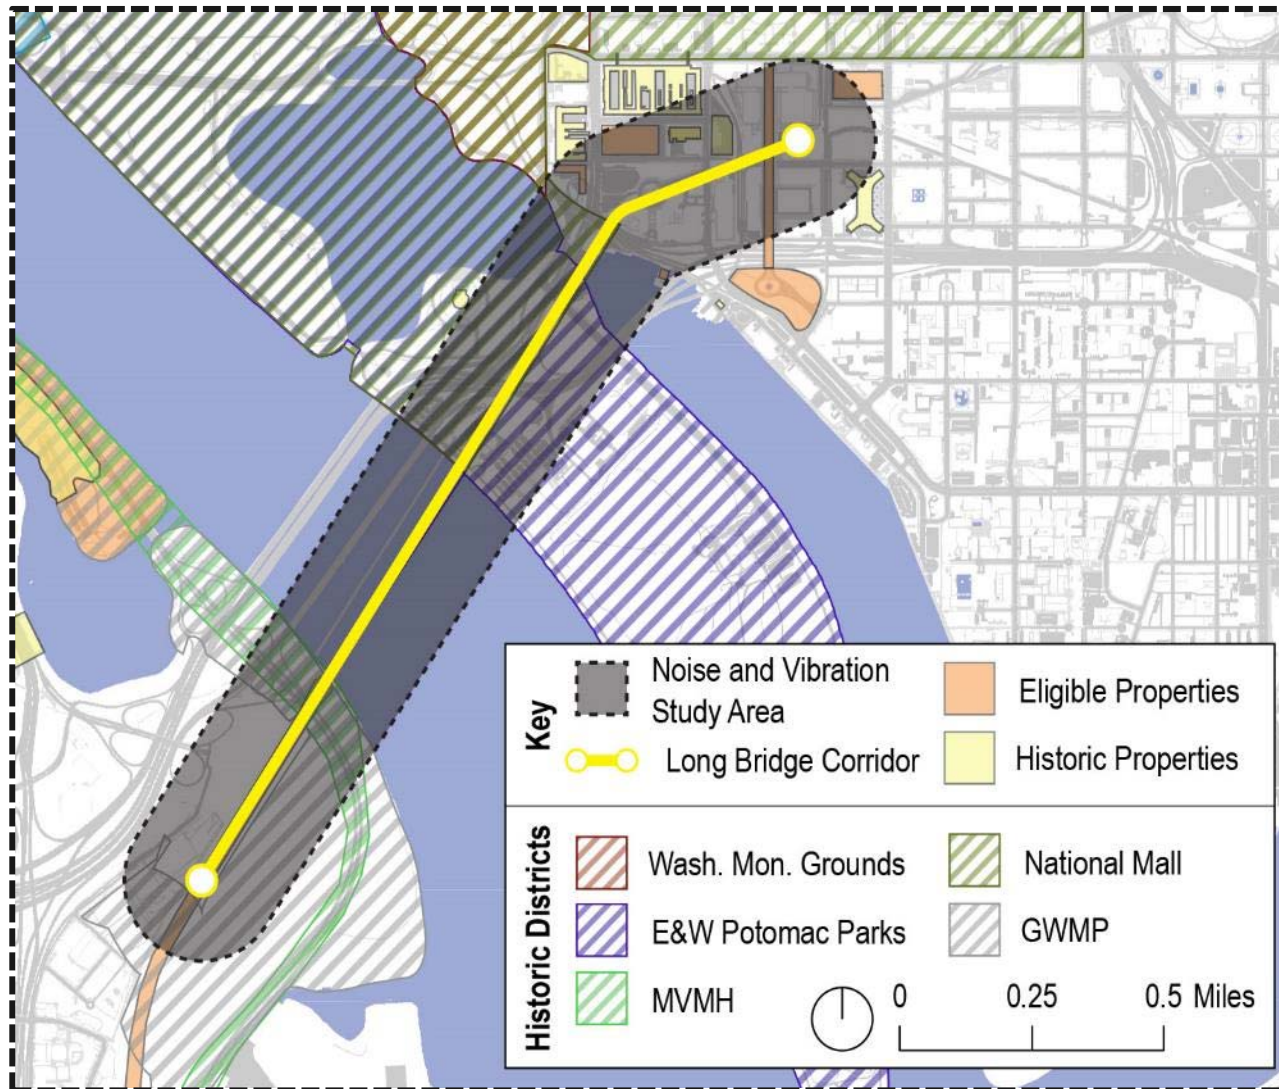 Key
Noise and Vibration
Study Area
Long Bridge Corridor
Eligible Properties
Historic Properties
Historic Districts
Wash. Mon. Grounds
E&W Potomac Parks
MVMH
National Mall
GWMP
0 0.25 0.5 Miles